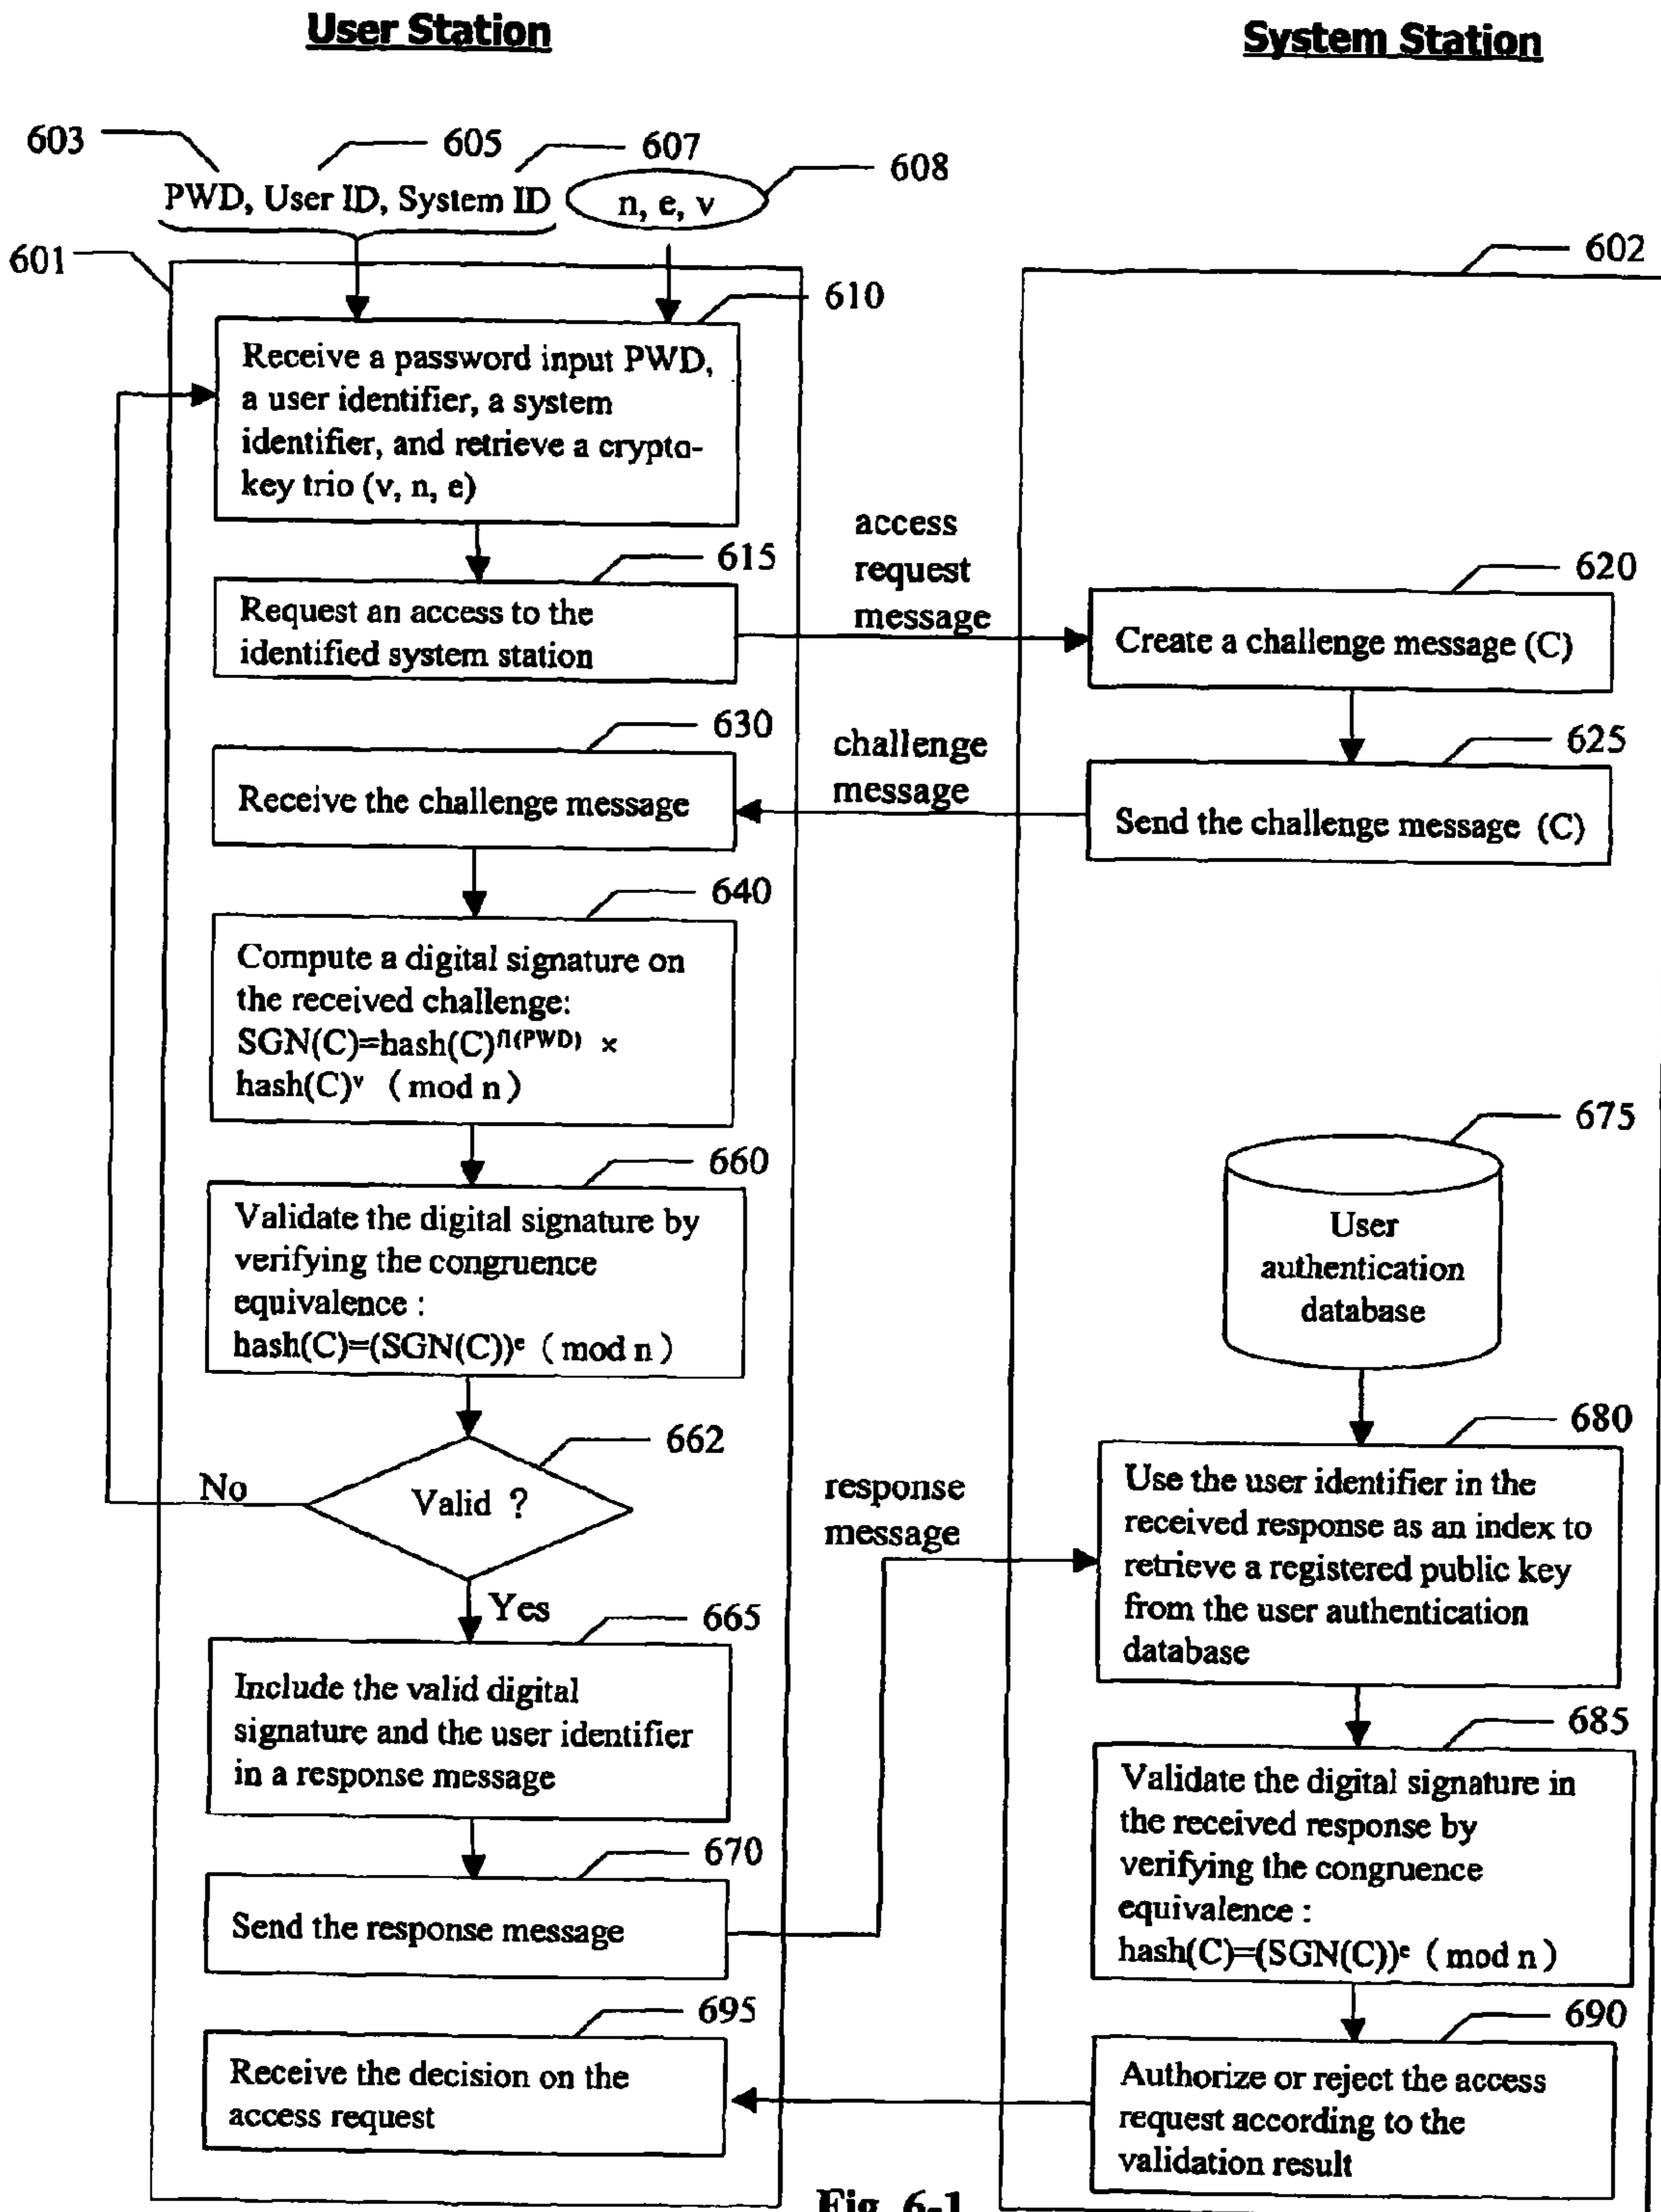 User Station
System Station
603
605
607
608
PWD, User ID, System ID
n, e, v
601
602
610
Receive a password input PWD,
a user identifier, a system
identifier, and retrieve a crypto-
key trio (v, n, e)
access
request
message
615
Request an access to the
identified system station
620
Create a challenge message (C)
630
Receive the challenge message
challenge
message
625
Send the challenge message (C)
640
Compute a digital signature on
the received challenge:
SGN(C)=hash(C)^fl(PWD) ×
hash(C)^v (mod n)
660
Validate the digital signature by
verifying the congruence
equivalence :
hash(C)=(SGN(C))^e (mod n)
675
User
authentication
database
662
Valid ?
No
Yes
response
message
680
Use the user identifier in the
received response as an index to
retrieve a registered public key
from the user authentication
database
665
Include the valid digital
signature and the user identifier
in a response message
685
Validate the digital signature in
the received response by
verifying the congruence
equivalence :
hash(C)=(SGN(C))^e (mod n)
670
Send the response message
695
Receive the decision on the
access request
690
Authorize or reject the access
request according to the
validation result
Fig. 6-1